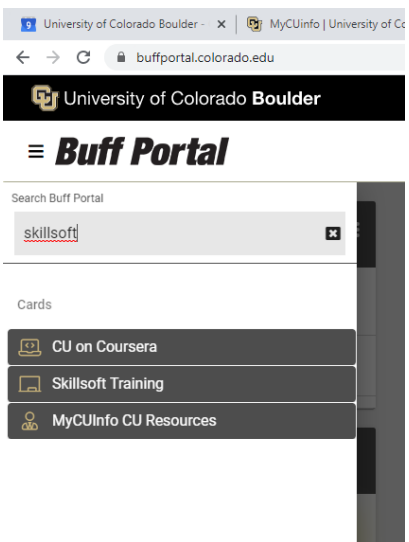 University of Colorado Boulder - MyCUinfo | University of Co
buffportal.colorado.edu
University of Colorado Boulder
Buff Portal
Search Buff Portal
skillsoft
Cards
CU on Coursera
Skillsoft Training
MyCUInfo CU Resources